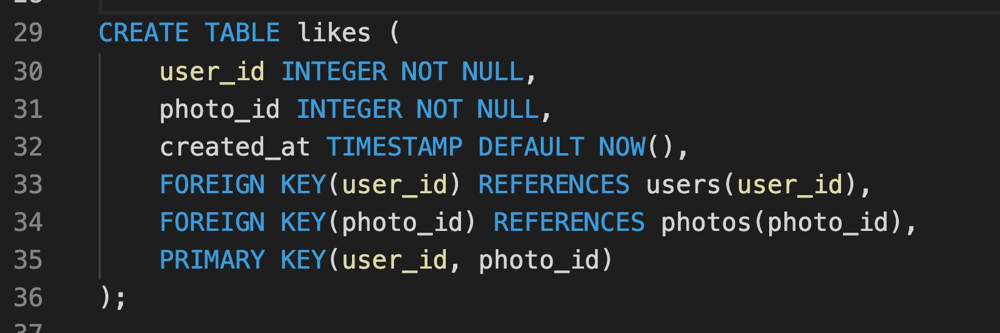 29 CREATE TABLE likes (
30 user_id INTEGER NOT NULL,
31 photo_id INTEGER NOT NULL,
32 created_at TIMESTAMP DEFAULT NOW(),
33 FOREIGN KEY(user_id) REFERENCES users(user_id),
34 FOREIGN KEY(photo_id) REFERENCES photos(photo_id),
35 PRIMARY KEY(user_id, photo_id)
36 );